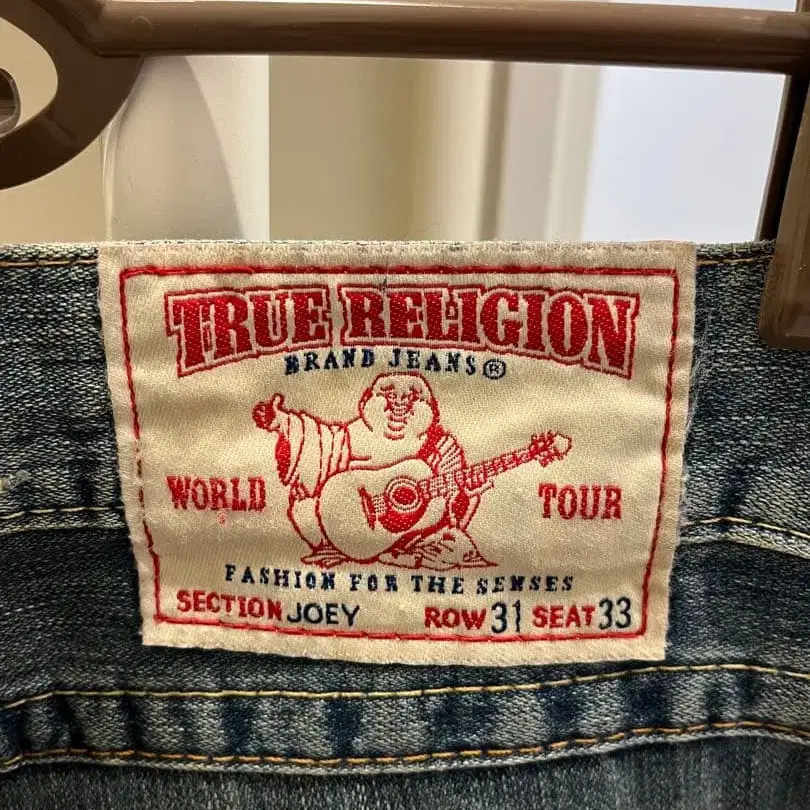 TRUE RELIGION
BRAND JEANS®
WORLD TOUR
FASHION FOR THE SENSES
SECTION JOEY ROW 31 SEAT 33